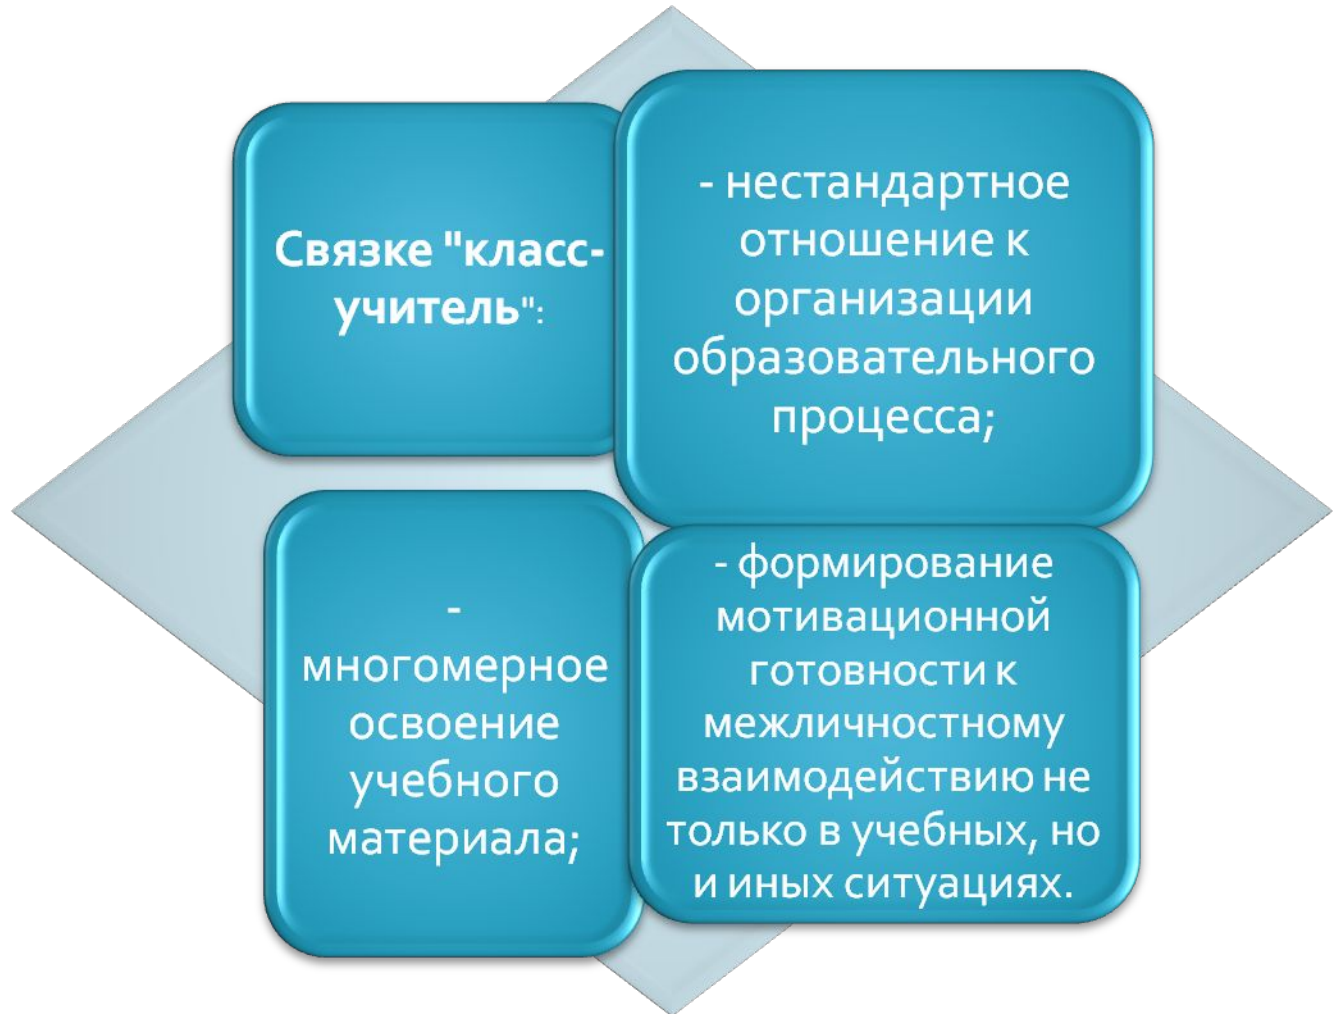 Связке "класс-
учитель":
- нестандартное
отношение к
организации
образовательного
процесса;
-
многомерное
освоение
учебного
материала;
- формирование
мотивационной
готовности к
межличностному
взаимодействию не
только в учебных, но
и иных ситуациях.